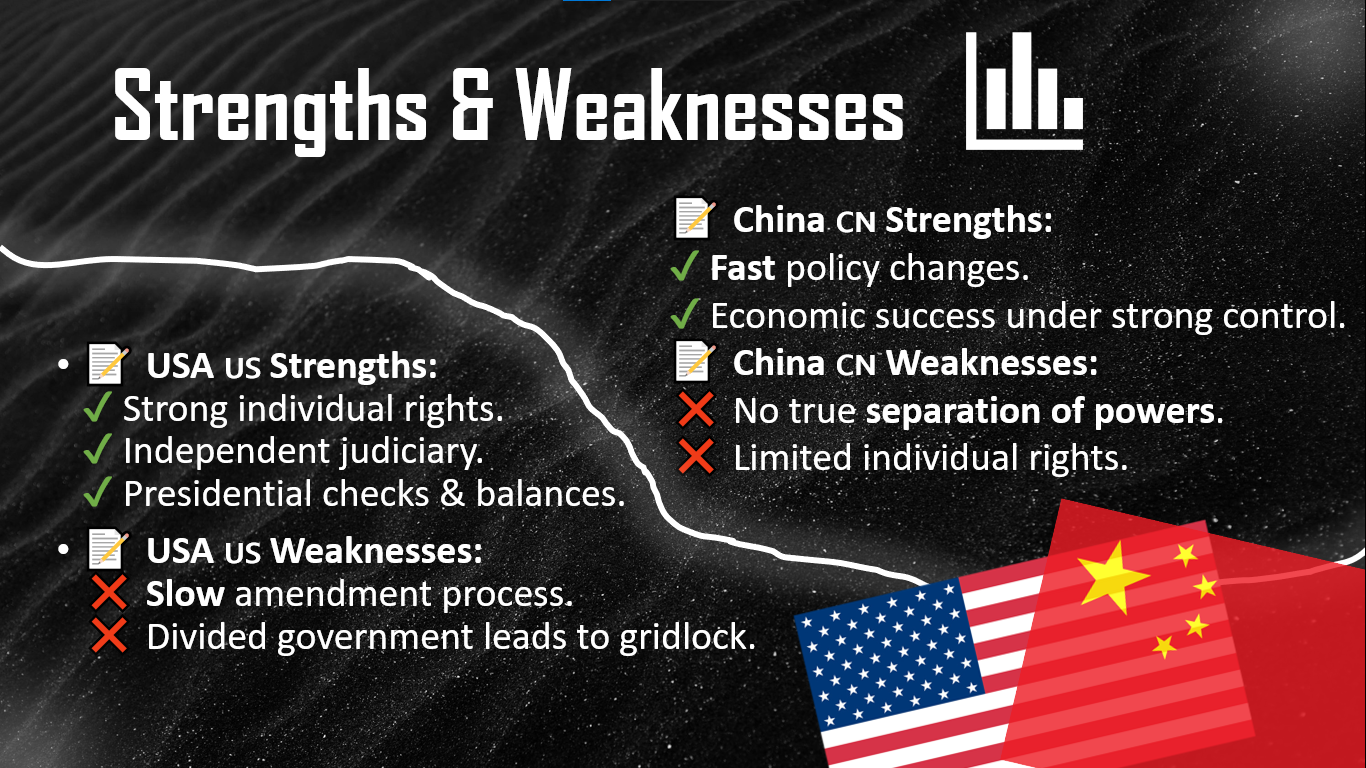 Strengths & Weaknesses
• 📝 USA US Strengths:
✔ Strong individual rights.
✔ Independent judiciary.
✔ Presidential checks & balances.
• 📝 USA US Weaknesses:
❌ Slow amendment process.
❌ Divided government leads to gridlock.
📝 China CN Strengths:
✔ Fast policy changes.
✔ Economic success under strong control.
📝 China CN Weaknesses:
❌ No true separation of powers.
❌ Limited individual rights.